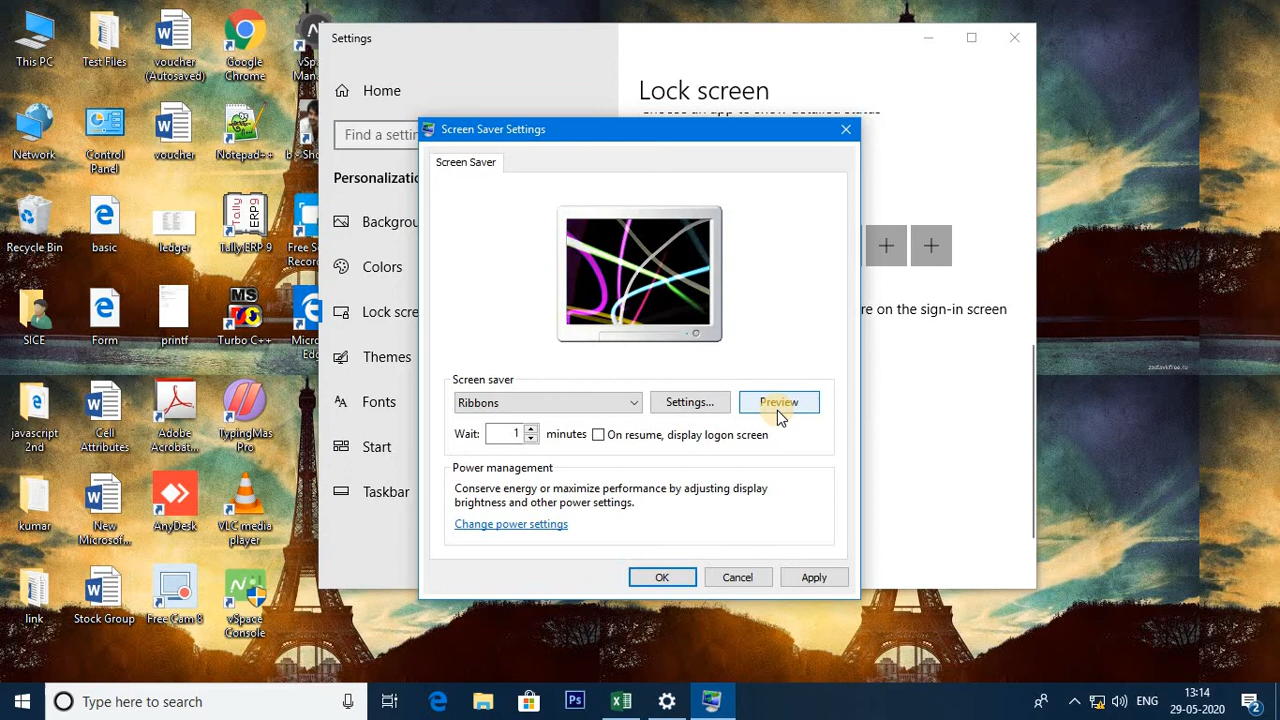 This PC
Test Files
voucher
(Autosaved)
Google
Chrome
Network
Control
Panel
voucher
Notepad++
Recycle Bin
basic
ledger
Tally.ERP 9
SICE
Form
printf
Turbo C++
javascript
2nd
Cell
Attributes
Adobe
Acrobat...
TypingMas
Pro
kumar
New
Microsof...
AnyDesk
VLC media
player
link
Stock Group
Free Cam 8
vSpace
Console
Settings
Home
Find a settin
Personalizatio
Backgrou
Colors
Lock scre
Themes
Fonts
Start
Taskbar
Lock screen
re on the sign-in screen
zastavkifree.ru
Screen Saver Settings
Screen Saver
Screen saver
Ribbons
Settings...
Preview
Wait:
1
minutes
On resume, display logon screen
Power management
Conserve energy or maximize performance by adjusting display
brightness and other power settings.
Change power settings
OK
Cancel
Apply
Type here to search
ENG
13:14
29-05-2020
2